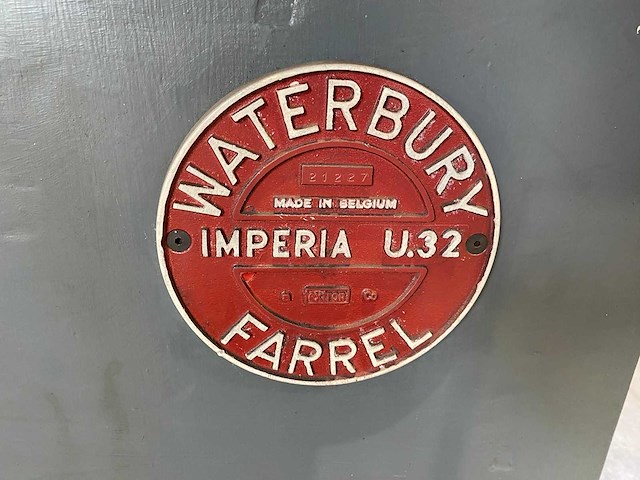 WATERBURY
21227
MADE IN BELGIUM
IMPERIA U.32
FARREL